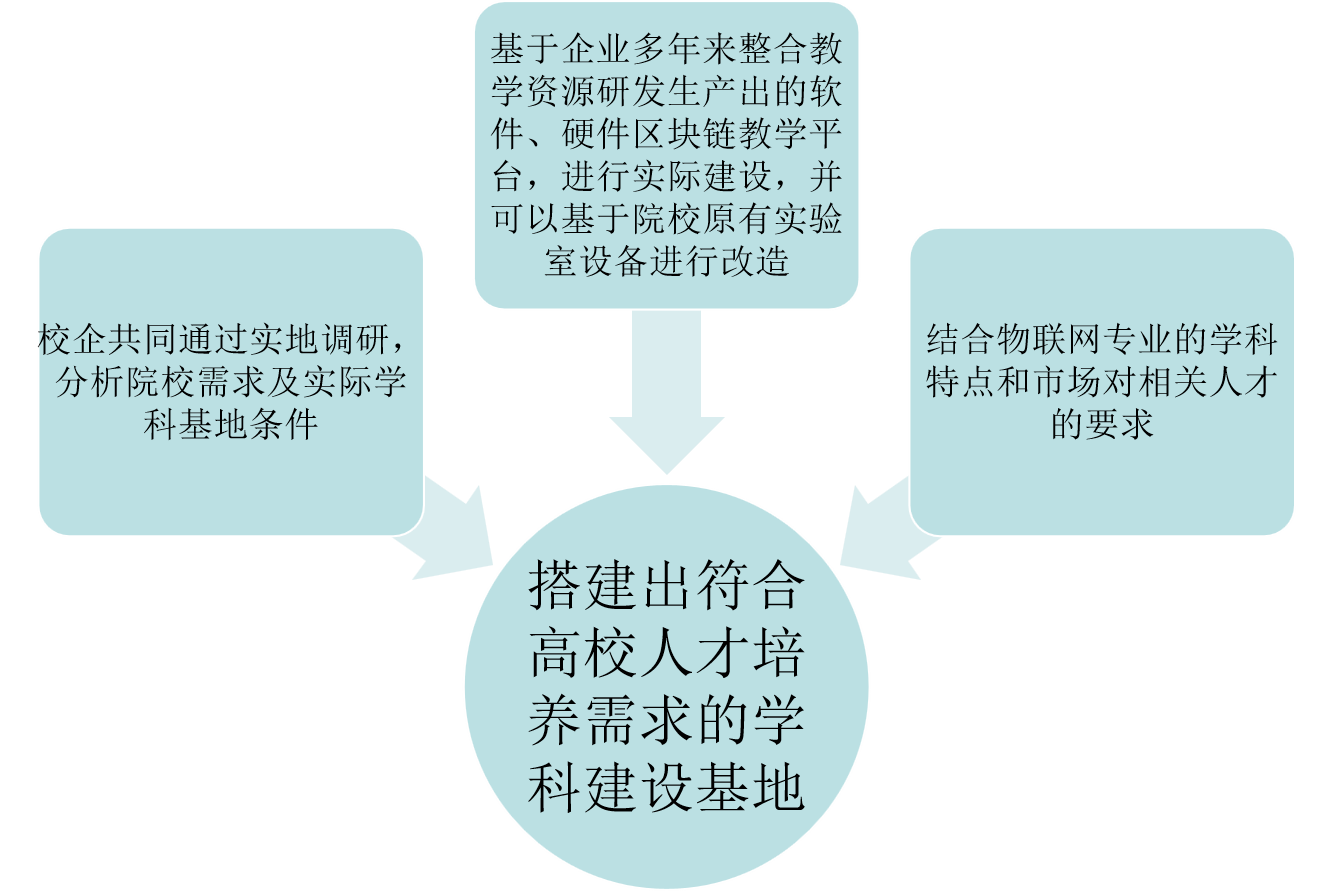 基于企业多年来整合教
学资源研发生产出的软
件、硬件区块链教学平
台，进行实际建设，并
可以基于院校原有实验
室设备进行改造
校企共同通过实地调研，
分析院校需求及实际学
科基地条件
结合物联网专业的学科
特点和市场对相关人才
的要求
搭建出符合
高校人才培
养需求的学
科建设基地